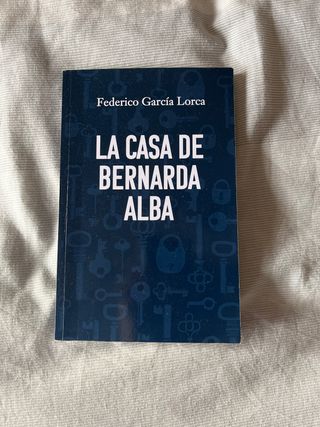 Federico García Lorca
LA CASA DE
BERNARDA
ALBA